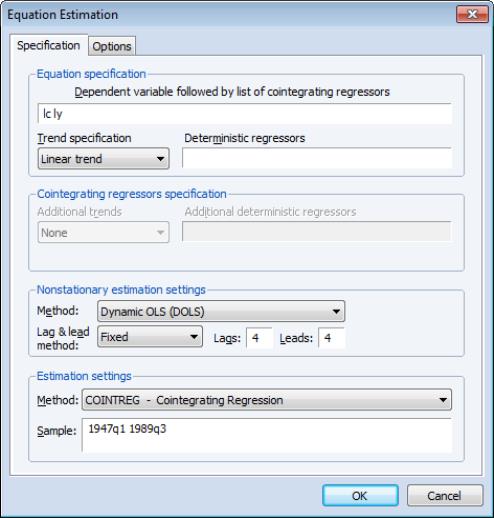 Equation Estimation
Specification
Options
Equation specification
Dependent variable followed by list of cointegrating regressors
lc ly
Trend specification
Deterministic regressors
Linear trend
Cointegrating regressors specification
Additional trends
Additional deterministic regressors
None
Nonstationary estimation settings
Method: Dynamic OLS (DOLS)
Lag & lead method: Fixed Lags: 4 Leads: 4
Estimation settings
Method: COINTREG - Cointegrating Regression
Sample: 1947q1 1989q3
OK Cancel